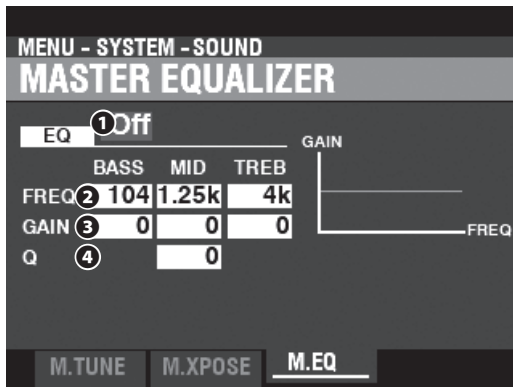 MENU - SYSTEM - SOUND
MASTER EQUALIZER
EQ 1 Off
GAIN
BASS MID TREB
FREQ 2 104 1.25k 4k
GAIN 3 0 0 0
FREQ
Q 4 0
M.TUNE M.XPOSE M.EQ